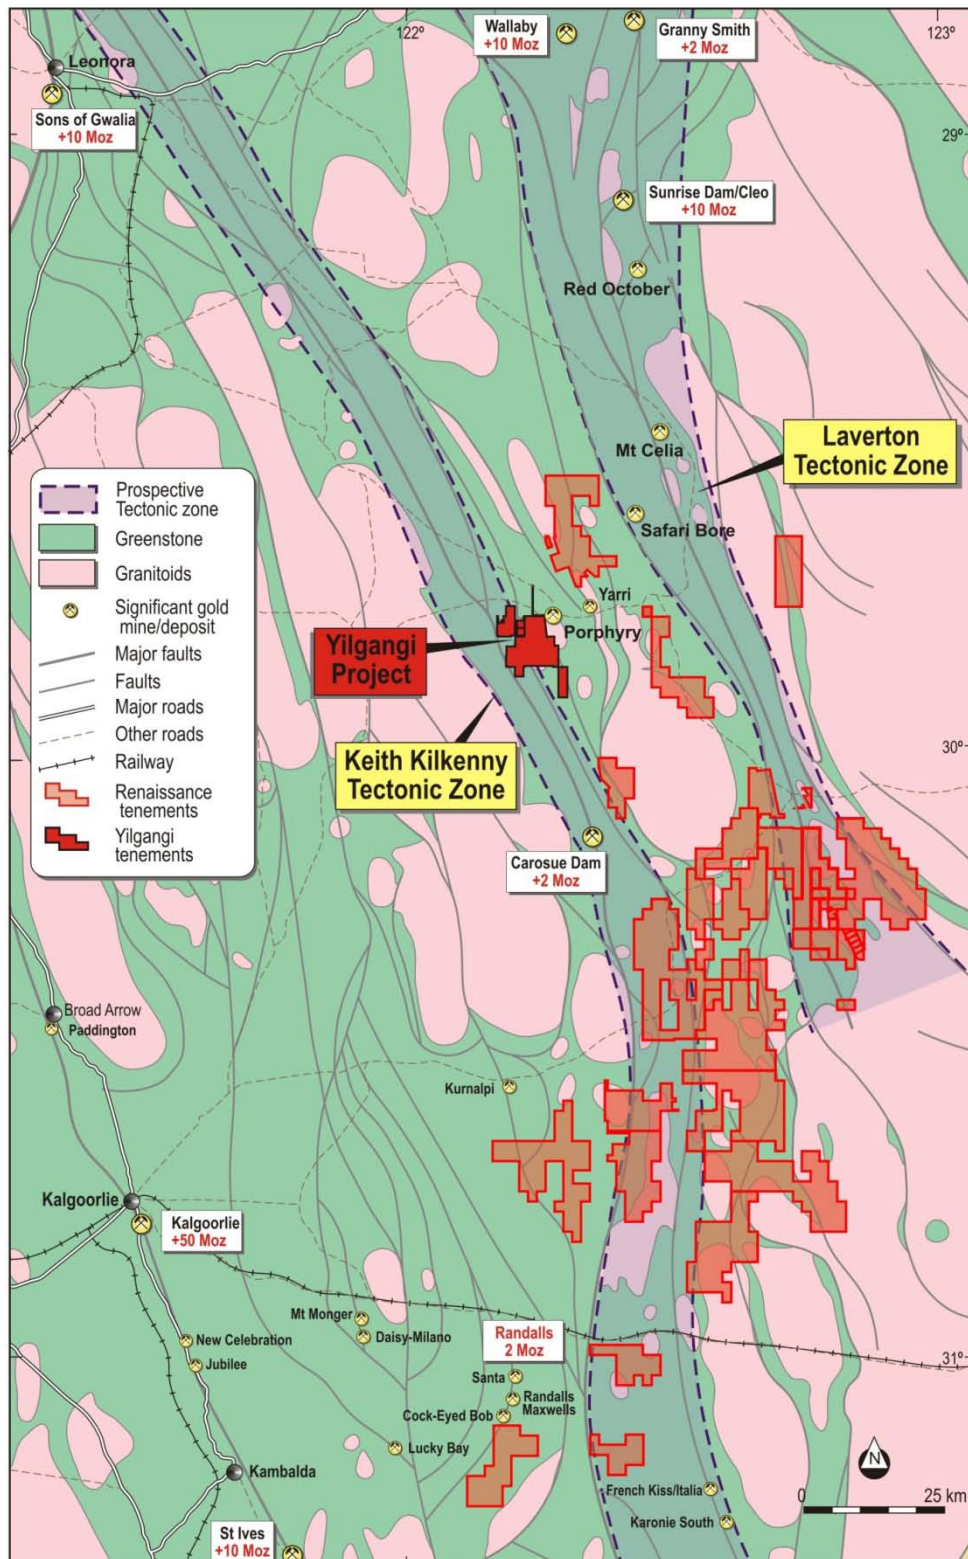 122º
123º
Wallaby
+10 Moz
Granny Smith
+2 Moz
Leonora
Sons of Gwalia
+10 Moz
29º
Sunrise Dam/Cleo
+10 Moz
Red October
Mt Celia
Laverton
Tectonic Zone
Safari Bore
Prospective
Tectonic zone
Greenstone
Granitoids
Significant gold
mine/deposit
Major faults
Faults
Major roads
Other roads
Railway
Renaissance
tenements
Yilgangi
tenements
Yarri
Porphyry
Yilgangi
Project
Keith Kilkenny
Tectonic Zone
30º
Carosue Dam
+2 Moz
Broad Arrow
Paddington
Kurnalpi
Kalgoorlie
Kalgoorlie
+50 Moz
Mt Monger
Daisy-Milano
New Celebration
Jubilee
Randalls
2 Moz
31º
Santa
Randalls
Maxwells
Cock-Eyed Bob
Lucky Bay
Kambalda
French Kiss/Italia
Karonie South
N
0
25 km
St Ives
+10 Moz